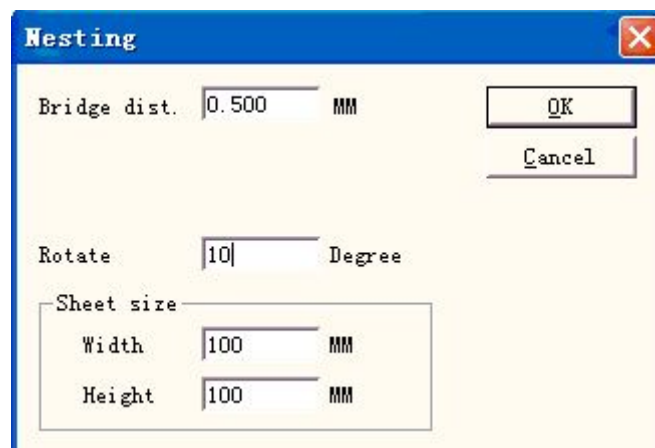 Nesting
Bridge dist. 0.500 MM
OK
Cancel
Rotate 10 Degree
Sheet size
Width 100 MM
Height 100 MM